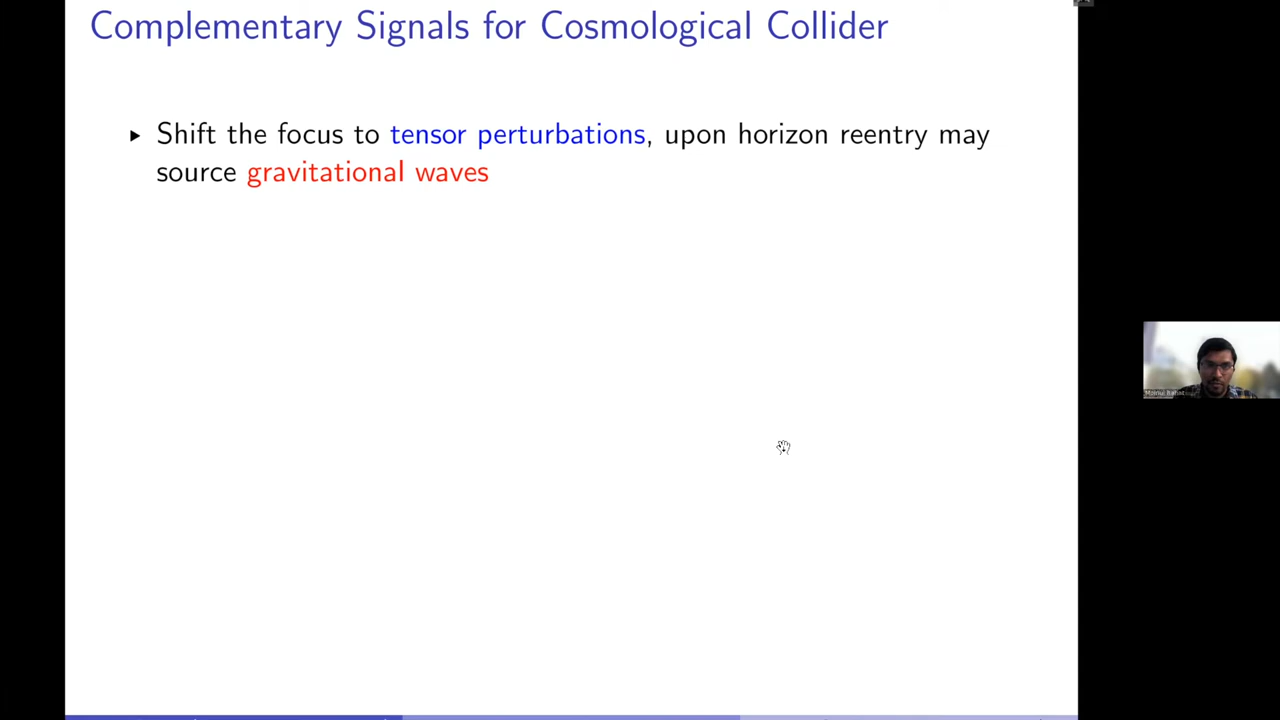 Complementary Signals for Cosmological Collider
Shift the focus to tensor perturbations, upon horizon reentry may
source gravitational waves